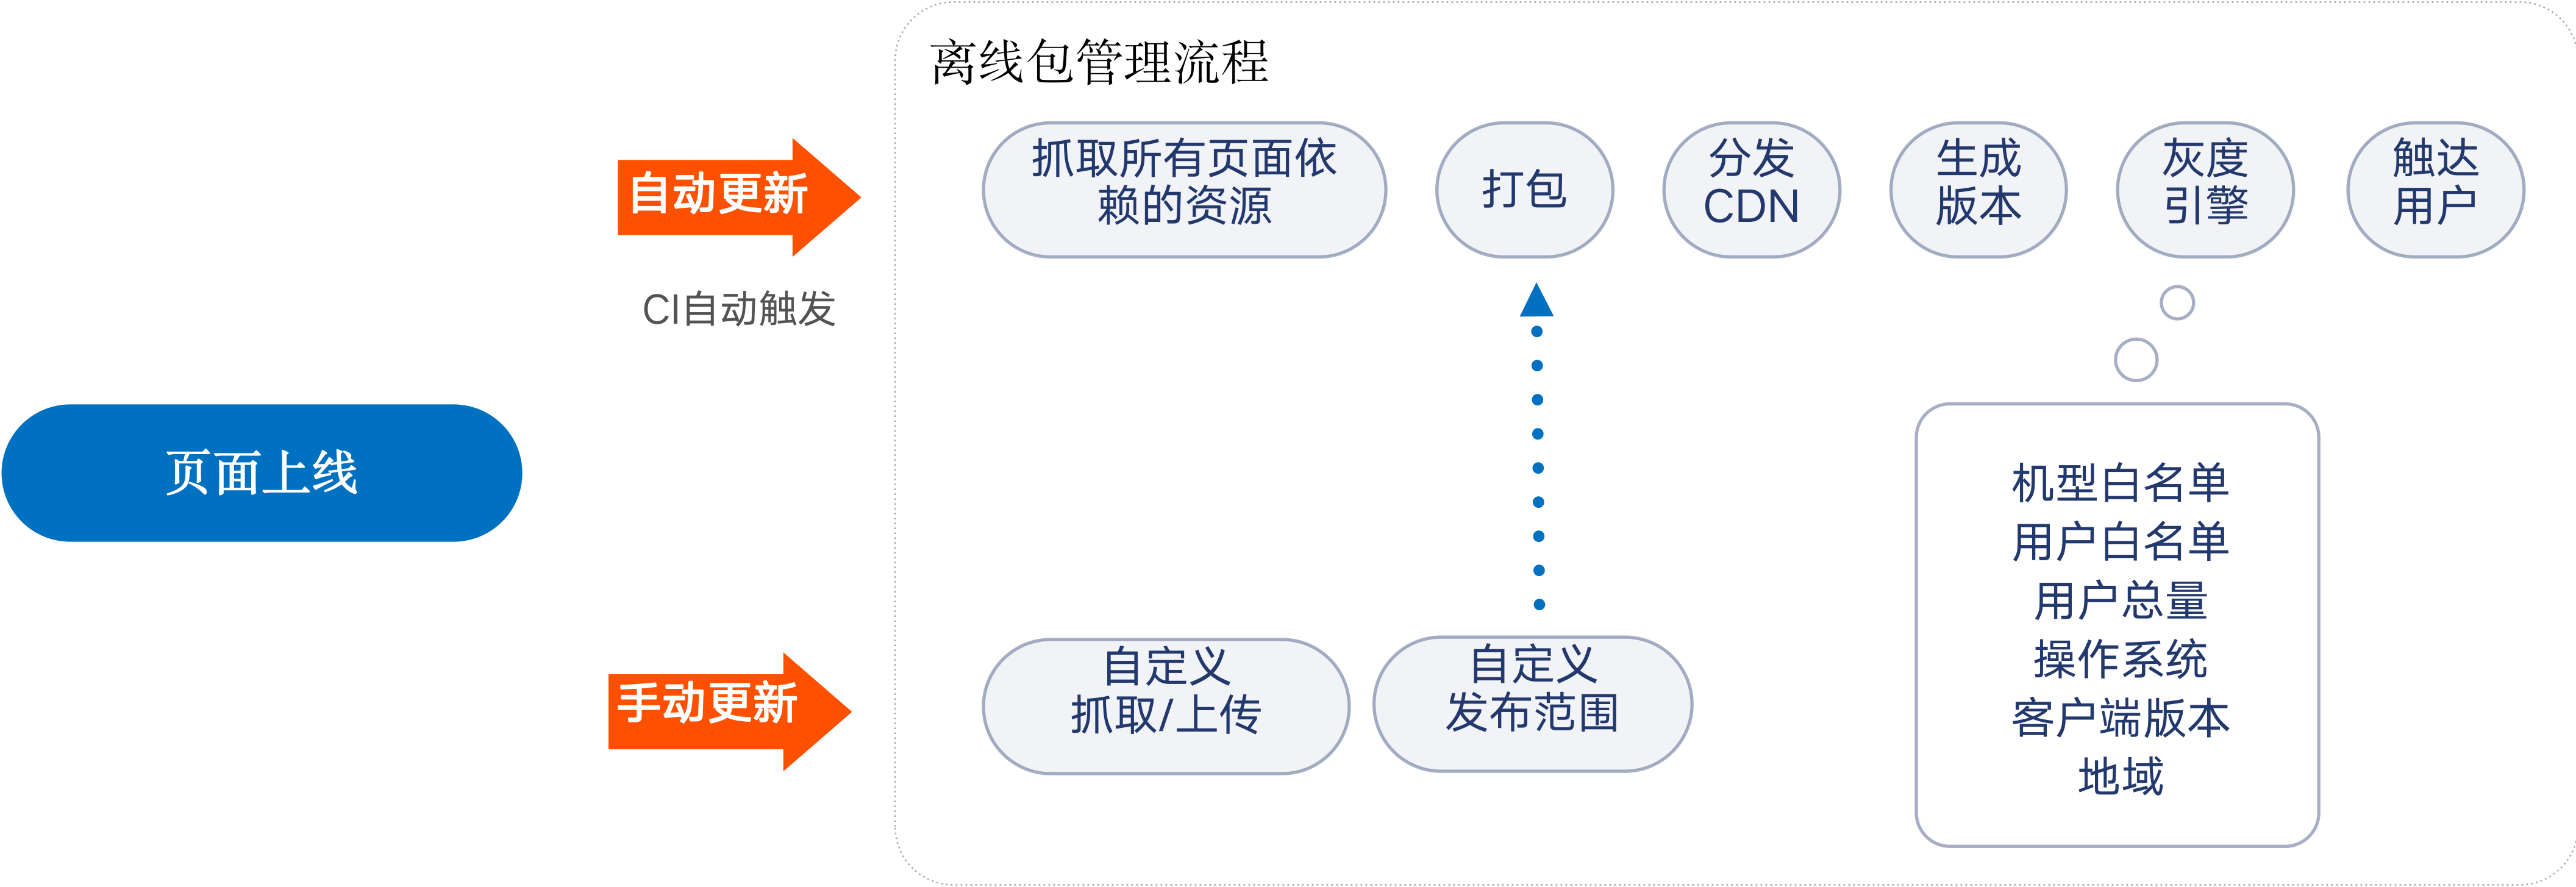 离线包管理流程
自动更新
抓取所有页面依
赖的资源
打包
分发
CDN
生成
版本
灰度
引擎
触达
用户
CI自动触发
页面上线
机型白名单
用户白名单
用户总量
操作系统
客户端版本
地域
手动更新
自定义
抓取/上传
自定义
发布范围